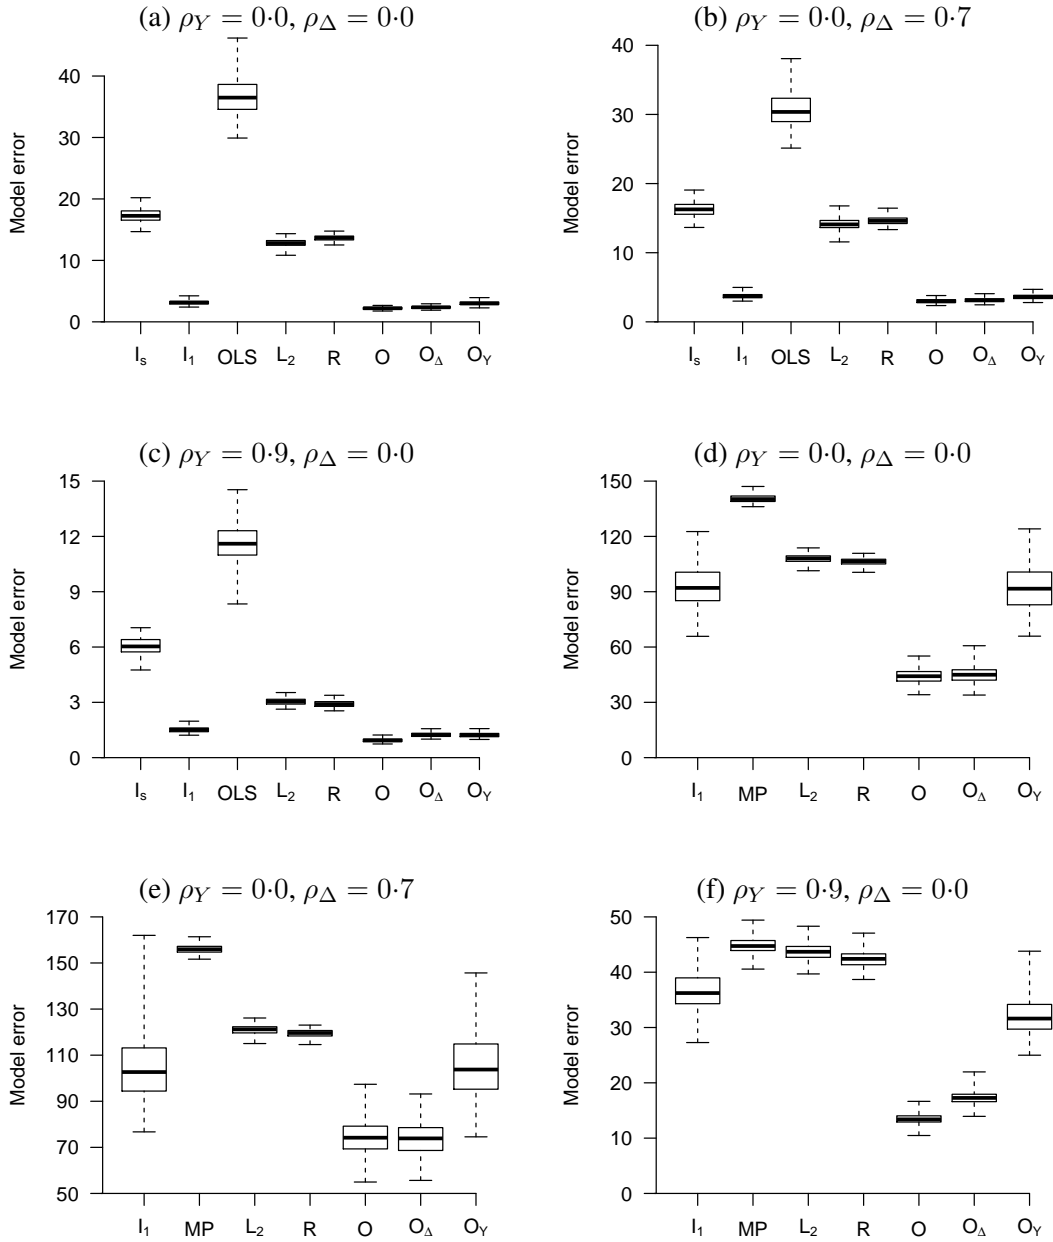 (a) ρ_Y = 0·0, ρ_Δ = 0·0
Model error
40
30
20
10
0
I_s I_1 OLS L_2 R O O_Δ O_Y
(b) ρ_Y = 0·0, ρ_Δ = 0·7
Model error
40
30
20
10
0
I_s I_1 OLS L_2 R O O_Δ O_Y
(c) ρ_Y = 0·9, ρ_Δ = 0·0
Model error
15
12
9
6
3
0
I_s I_1 OLS L_2 R O O_Δ O_Y
(d) ρ_Y = 0·0, ρ_Δ = 0·0
Model error
150
120
90
60
30
0
I_1 MP L_2 R O O_Δ O_Y
(e) ρ_Y = 0·0, ρ_Δ = 0·7
Model error
170
150
130
110
90
70
50
I_1 MP L_2 R O O_Δ O_Y
(f) ρ_Y = 0·9, ρ_Δ = 0·0
Model error
50
40
30
20
10
0
I_1 MP L_2 R O O_Δ O_Y